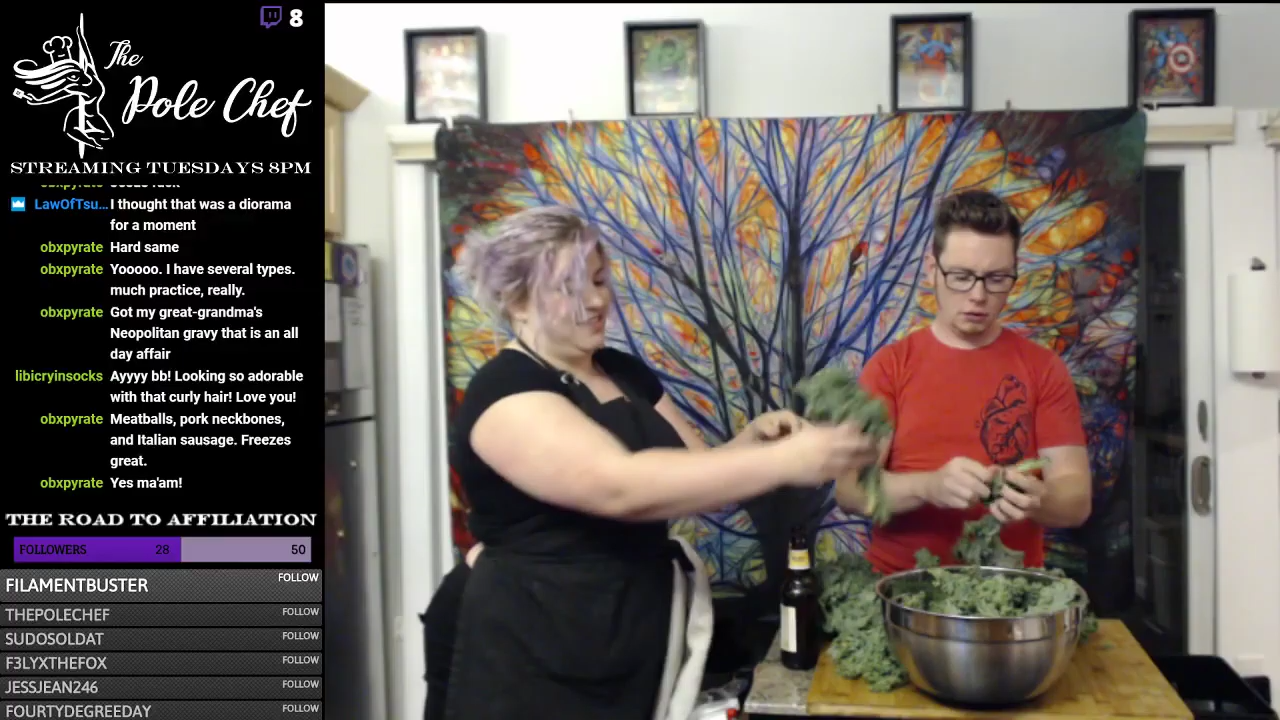 8
The
Pole Chef
STREAMING TUESDAYS 8PM
LawOfTsu... I thought that was a diorama
for a moment
obxpyrate Hard same
obxpyrate Yooooo. I have several types.
much practice, really.
obxpyrate Got my great-grandma's
Neopolitan gravy that is an all
day affair
libicryinsocks Ayyyy bb! Looking so adorable
with that curly hair! Love you!
obxpyrate Meatballs, pork neckbones,
and Italian sausage. Freezes
great.
obxpyrate Yes ma'am!
THE ROAD TO AFFILIATION
FOLLOWERS 28 50
FILAMENTBUSTER FOLLOW
THEPOLECHEF FOLLOW
SUDOSOLDAT FOLLOW
F3LYXTHEFOX FOLLOW
JESSJEAN246 FOLLOW
FOURTYDEGREEDAY FOLLOW